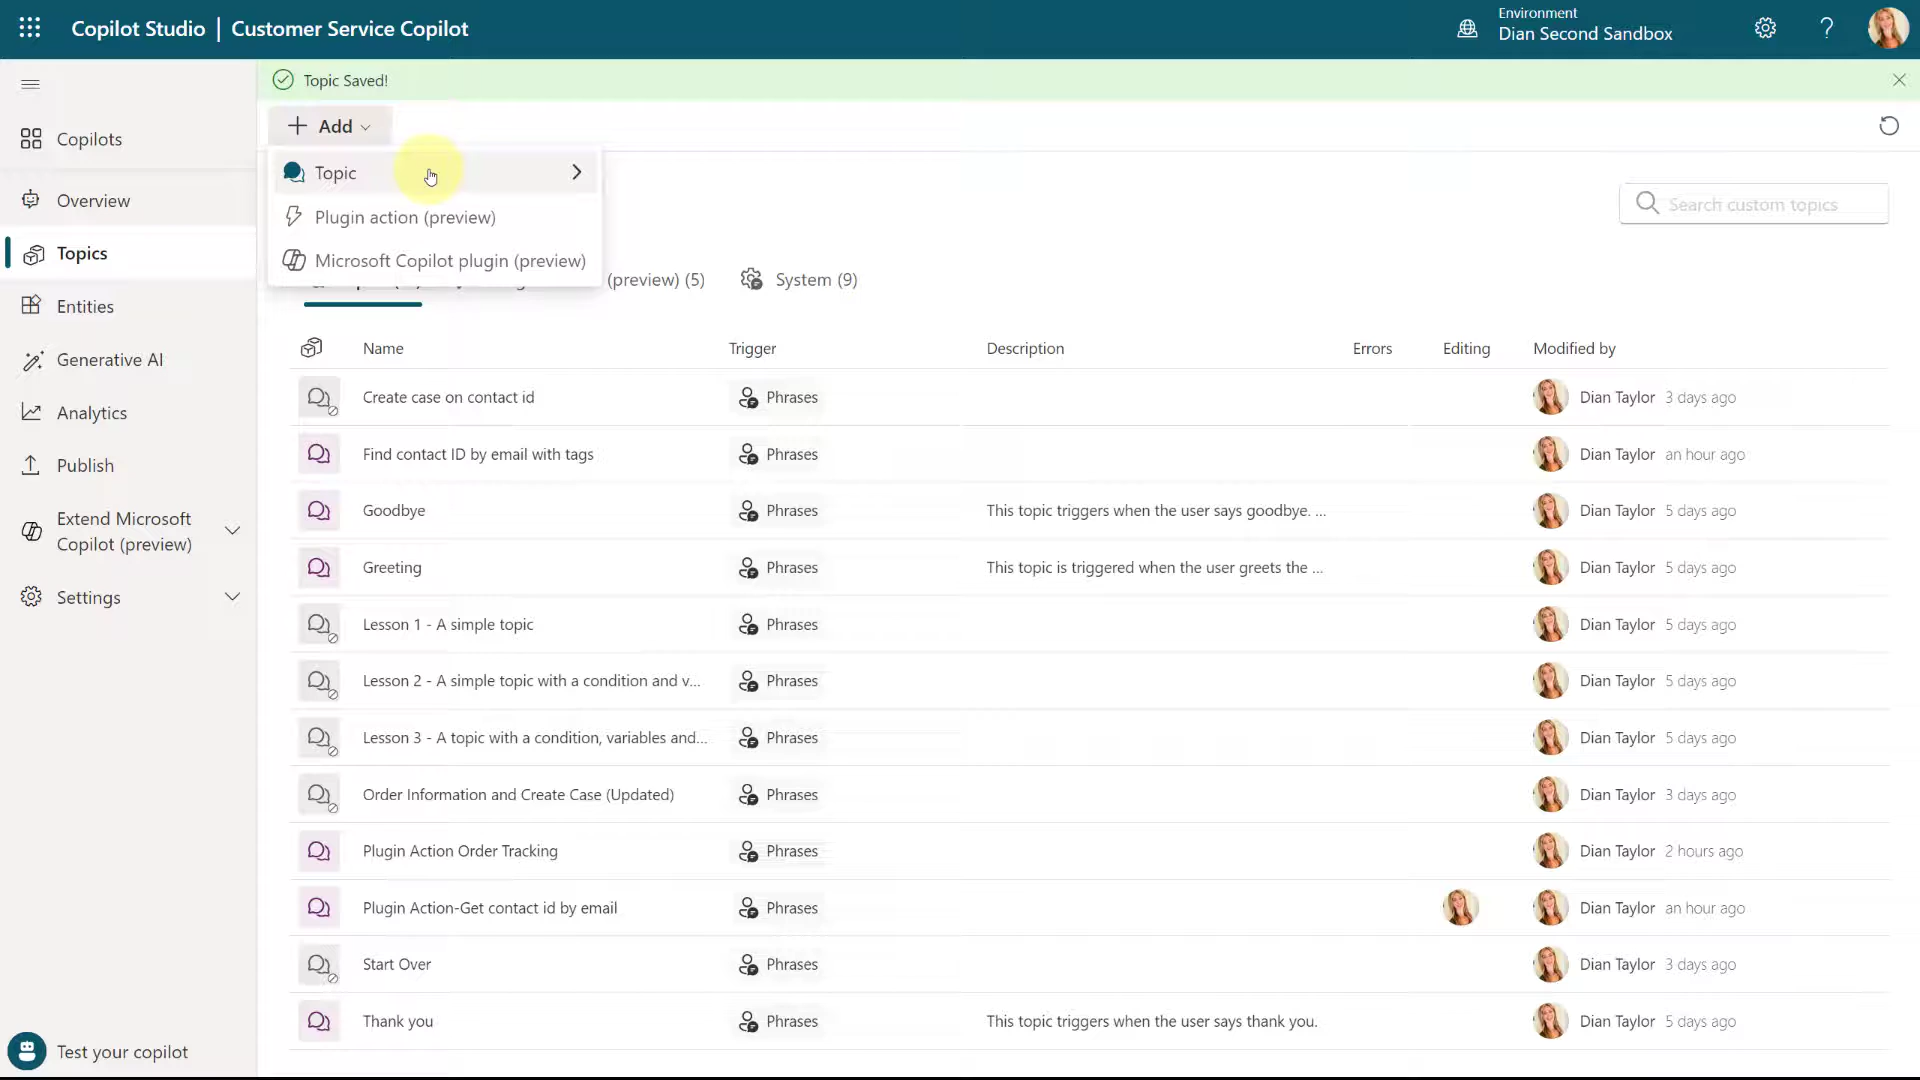 Copilot Studio | Customer Service Copilot
Environment
Dian Second Sandbox
?
Topic Saved!
Add
Copilots
Topic
Plugin action (preview)
Microsoft Copilot plugin (preview)
Overview
Topics
Entities
Generative AI
Analytics
Publish
Extend Microsoft
Copilot (preview)
Settings
Test your copilot
Search custom topics
(preview) (5)
System (9)
Name Trigger Description Errors Editing Modified by
Create case on contact id Phrases Dian Taylor 3 days ago
Find contact ID by email with tags Phrases Dian Taylor an hour ago
Goodbye Phrases This topic triggers when the user says goodbye. ... Dian Taylor 5 days ago
Greeting Phrases This topic is triggered when the user greets the ... Dian Taylor 5 days ago
Lesson 1 - A simple topic Phrases Dian Taylor 5 days ago
Lesson 2 - A simple topic with a condition and v... Phrases Dian Taylor 5 days ago
Lesson 3 - A topic with a condition, variables and... Phrases Dian Taylor 5 days ago
Order Information and Create Case (Updated) Phrases Dian Taylor 3 days ago
Plugin Action Order Tracking Phrases Dian Taylor 2 hours ago
Plugin Action-Get contact id by email Phrases Dian Taylor an hour ago
Start Over Phrases Dian Taylor 3 days ago
Thank you Phrases This topic triggers when the user says thank you. Dian Taylor 5 days ago